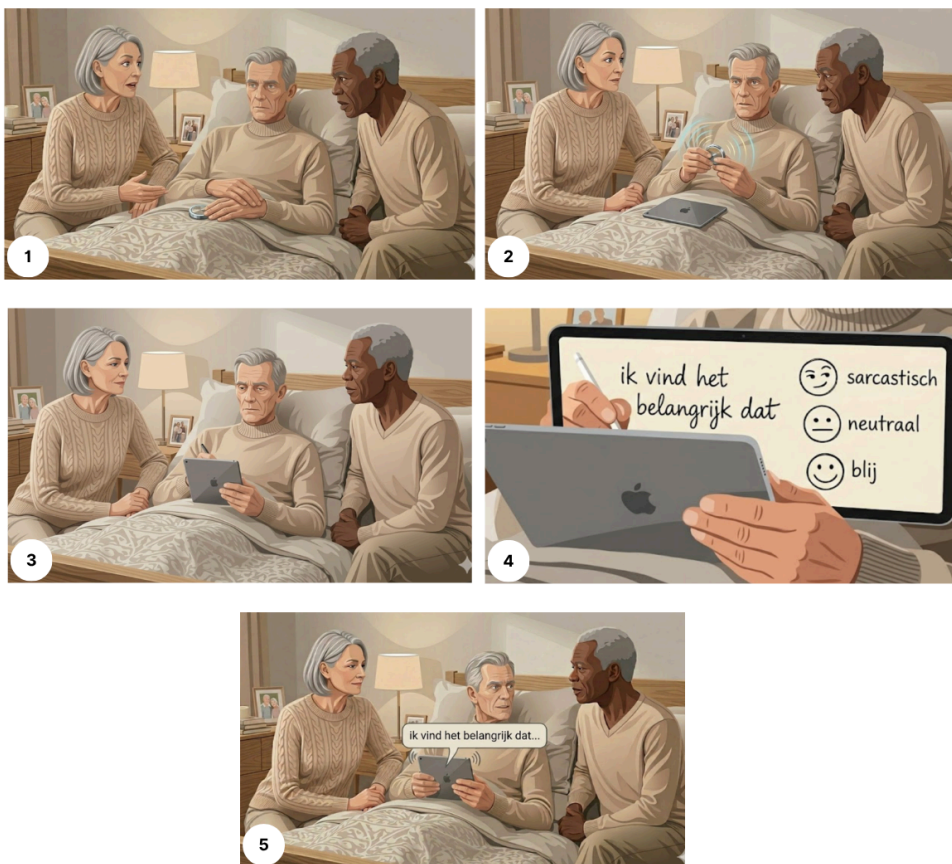 1
2
3
4
ik vind het
belangrijk dat
sarcastisch
neutraal
blij
5
ik vind het belangrijk dat...